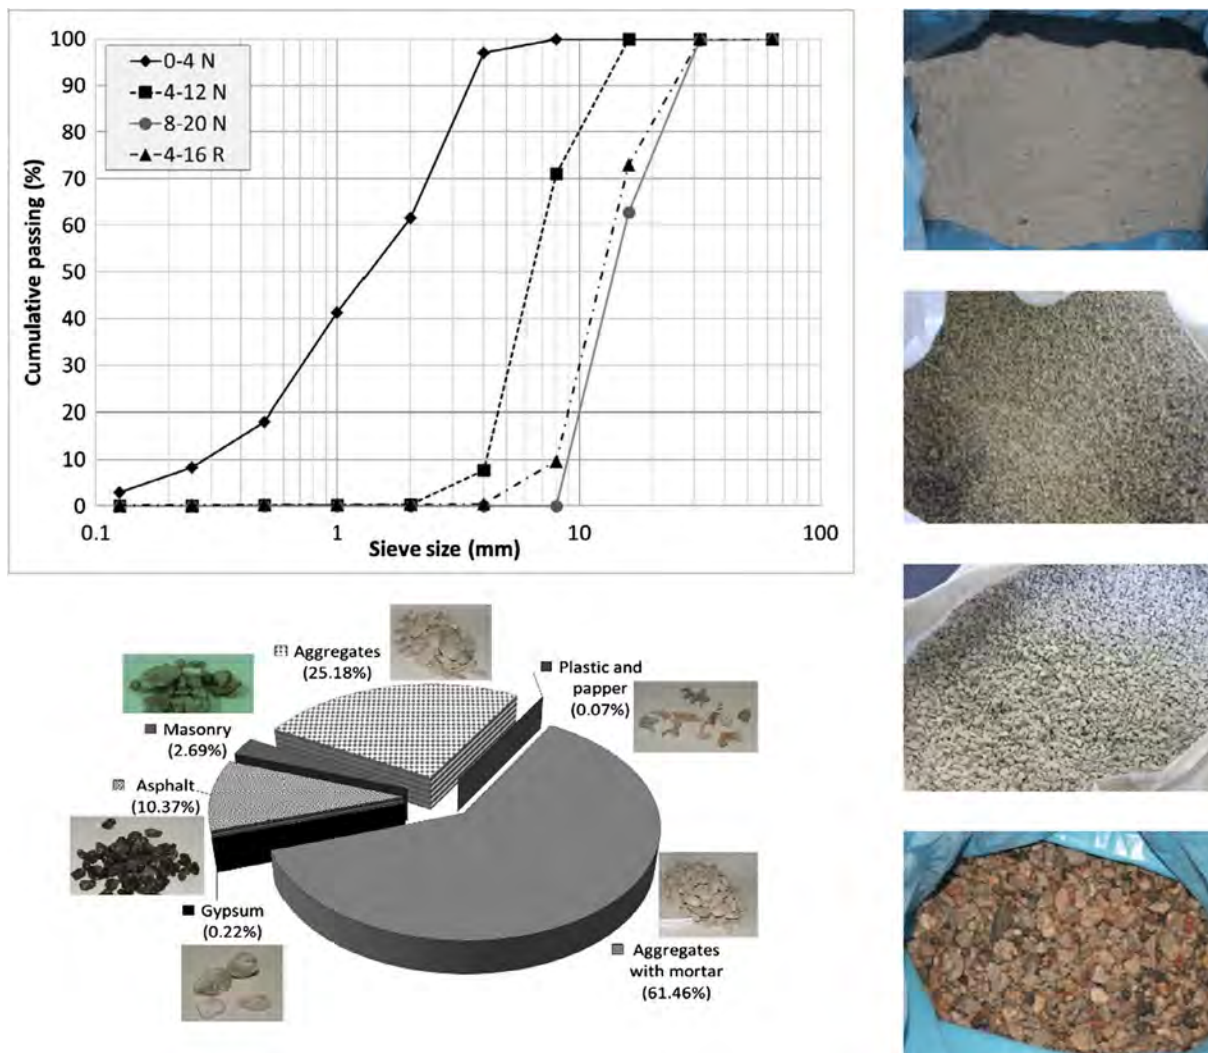 100
90
80
70
60
50
40
30
20
10
0
Cumulative passing (%)
0-4 N
4-12 N
8-20 N
4-16 R
0.1
1
10
100
Sieve size (mm)
Aggregates
(25.18%)
Plastic and
papper
(0.07%)
Masonry
(2.69%)
Asphalt
(10.37%)
Gypsum
(0.22%)
Aggregates
with mortar
(61.46%)